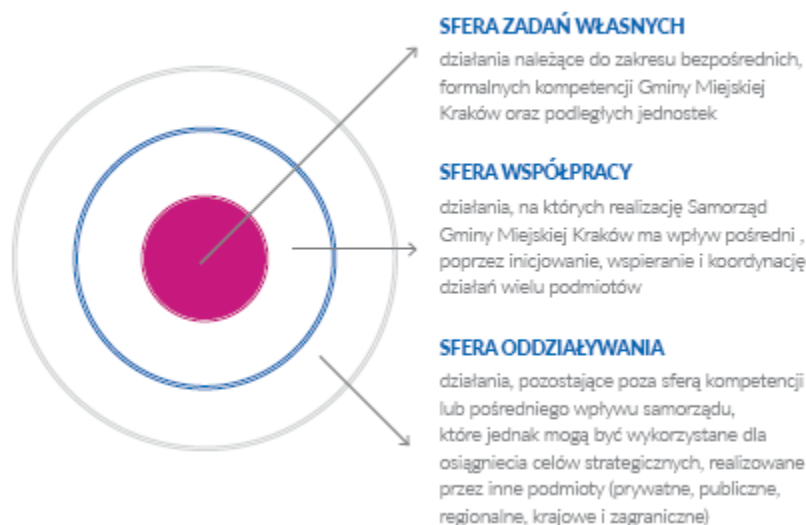 SFERA ZADAŃ WŁASNYCH
działania należące do zakresu bezpośrednich,
formalnych kompetencji Gminy Miejskiej
Kraków oraz podległych jednostek
SFERA WSPÓŁPRACY
działania, na których realizację Samorząd
Gminy Miejskiej Kraków ma wpływ pośredni ,
poprzez inicjowanie, wspieranie i koordynację
działań wielu podmiotów
SFERA ODDZIAŁYWANIA
działania, pozostające poza sferą kompetencji
lub pośredniego wpływu samorządu,
które jednak mogą być wykorzystane dla
osiągniecia celów strategicznych, realizowane
przez inne podmioty (prywatne, publiczne,
regionalne, krajowe i zagraniczne)